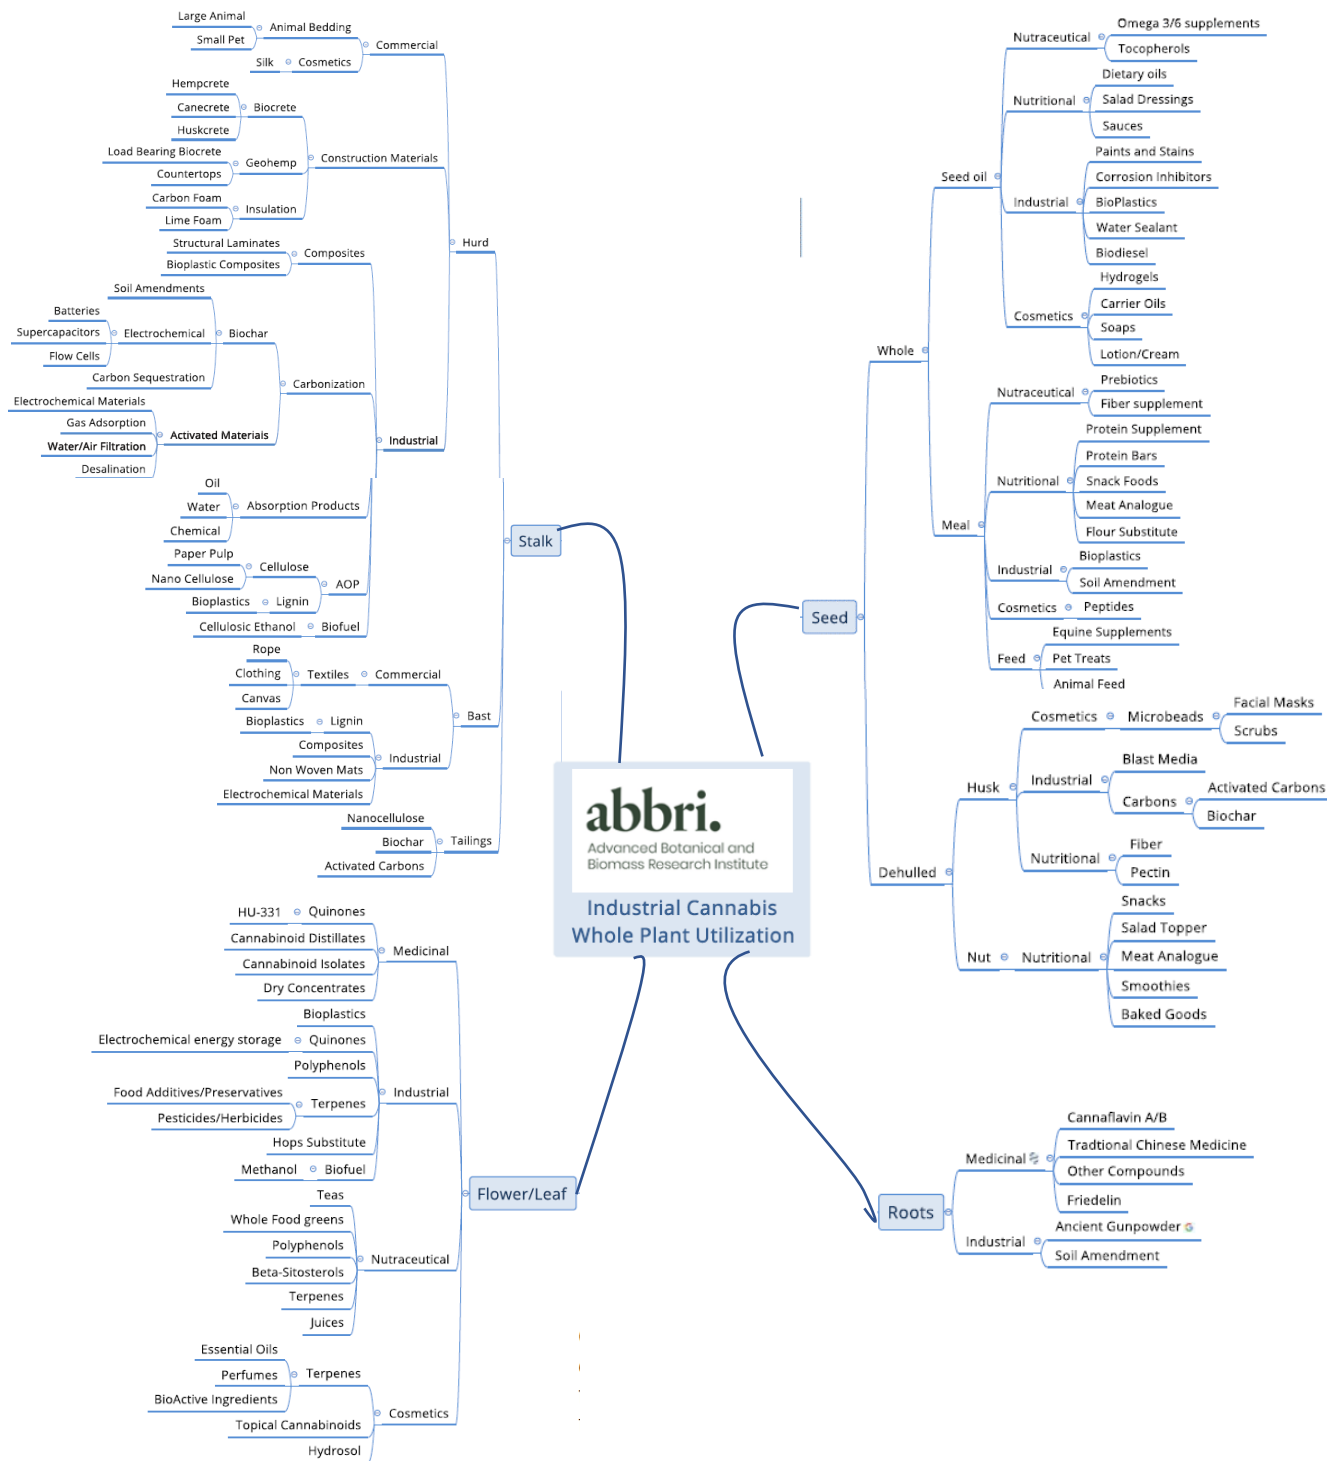 Large Animal
Small Pet
Animal Bedding
Silk
Cosmetics
Commercial
Hempcrete
Canecrete
Huskcrete
Biocrete
Load Bearing Biocrete
Countertops
Geohemp
Carbon Foam
Lime Foam
Insulation
Construction Materials
Structural Laminates
Bioplastic Composites
Composites
Soil Amendments
Batteries
Supercapacitors
Flow Cells
Electrochemical
Carbon Sequestration
Biochar
Electrochemical Materials
Gas Adsorption
Water/Air Filtration
Desalination
Activated Materials
Carbonization
Industrial
Hurd
Oil
Water
Chemical
Absorption Products
Paper Pulp
Nano Cellulose
Cellulose
Bioplastics
Lignin
AOP
Cellulosic Ethanol
Biofuel
Rope
Clothing
Canvas
Textiles
Commercial
Bioplastics
Lignin
Composites
Non Woven Mats
Electrochemical Materials
Industrial
Bast
Nanocellulose
Biochar
Activated Carbons
Tailings
Stalk
HU-331
Quinones
Cannabinoid Distillates
Cannabinoid Isolates
Dry Concentrates
Medicinal
Bioplastics
Electrochemical energy storage
Quinones
Polyphenols
Food Additives/Preservatives
Pesticides/Herbicides
Terpenes
Hops Substitute
Methanol
Biofuel
Industrial
Teas
Whole Food greens
Polyphenols
Beta-Sitosterols
Terpenes
Juices
Nutraceutical
Essential Oils
Perfumes
BioActive Ingredients
Terpenes
Topical Cannabinoids
Hydrosol
Cosmetics
Flower/Leaf
abbri.
Advanced Botanical and
Biomass Research Institute
Industrial Cannabis
Whole Plant Utilization
Seed
Whole
Seed oil
Nutraceutical
Omega 3/6 supplements
Tocopherols
Nutritional
Dietary oils
Salad Dressings
Sauces
Industrial
Paints and Stains
Corrosion Inhibitors
BioPlastics
Water Sealant
Biodiesel
Cosmetics
Hydrogels
Carrier Oils
Soaps
Lotion/Cream
Meal
Nutraceutical
Prebiotics
Fiber supplement
Nutritional
Protein Supplement
Protein Bars
Snack Foods
Meat Analogue
Flour Substitute
Industrial
Bioplastics
Soil Amendment
Cosmetics
Peptides
Feed
Equine Supplements
Pet Treats
Animal Feed
Dehulled
Husk
Cosmetics
Microbeads
Facial Masks
Scrubs
Industrial
Blast Media
Carbons
Activated Carbons
Biochar
Nutritional
Fiber
Pectin
Nut
Nutritional
Snacks
Salad Topper
Meat Analogue
Smoothies
Baked Goods
Roots
Medicinal
Cannaflavin A/B
Tradtional Chinese Medicine
Other Compounds
Friedelin
Industrial
Ancient Gunpowder
Soil Amendment